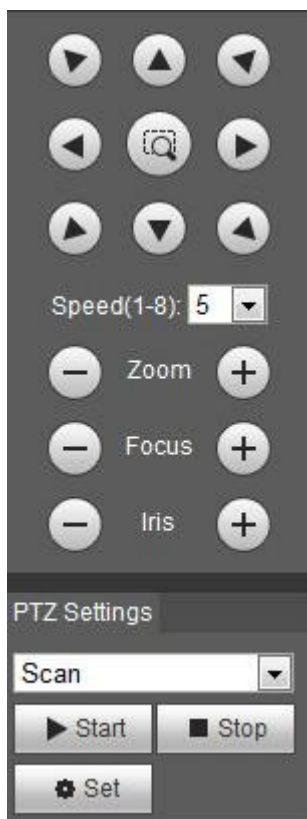 Speed(1-8): 5
Zoom
Focus
Iris
PTZ Settings
Scan
Start Stop
Set